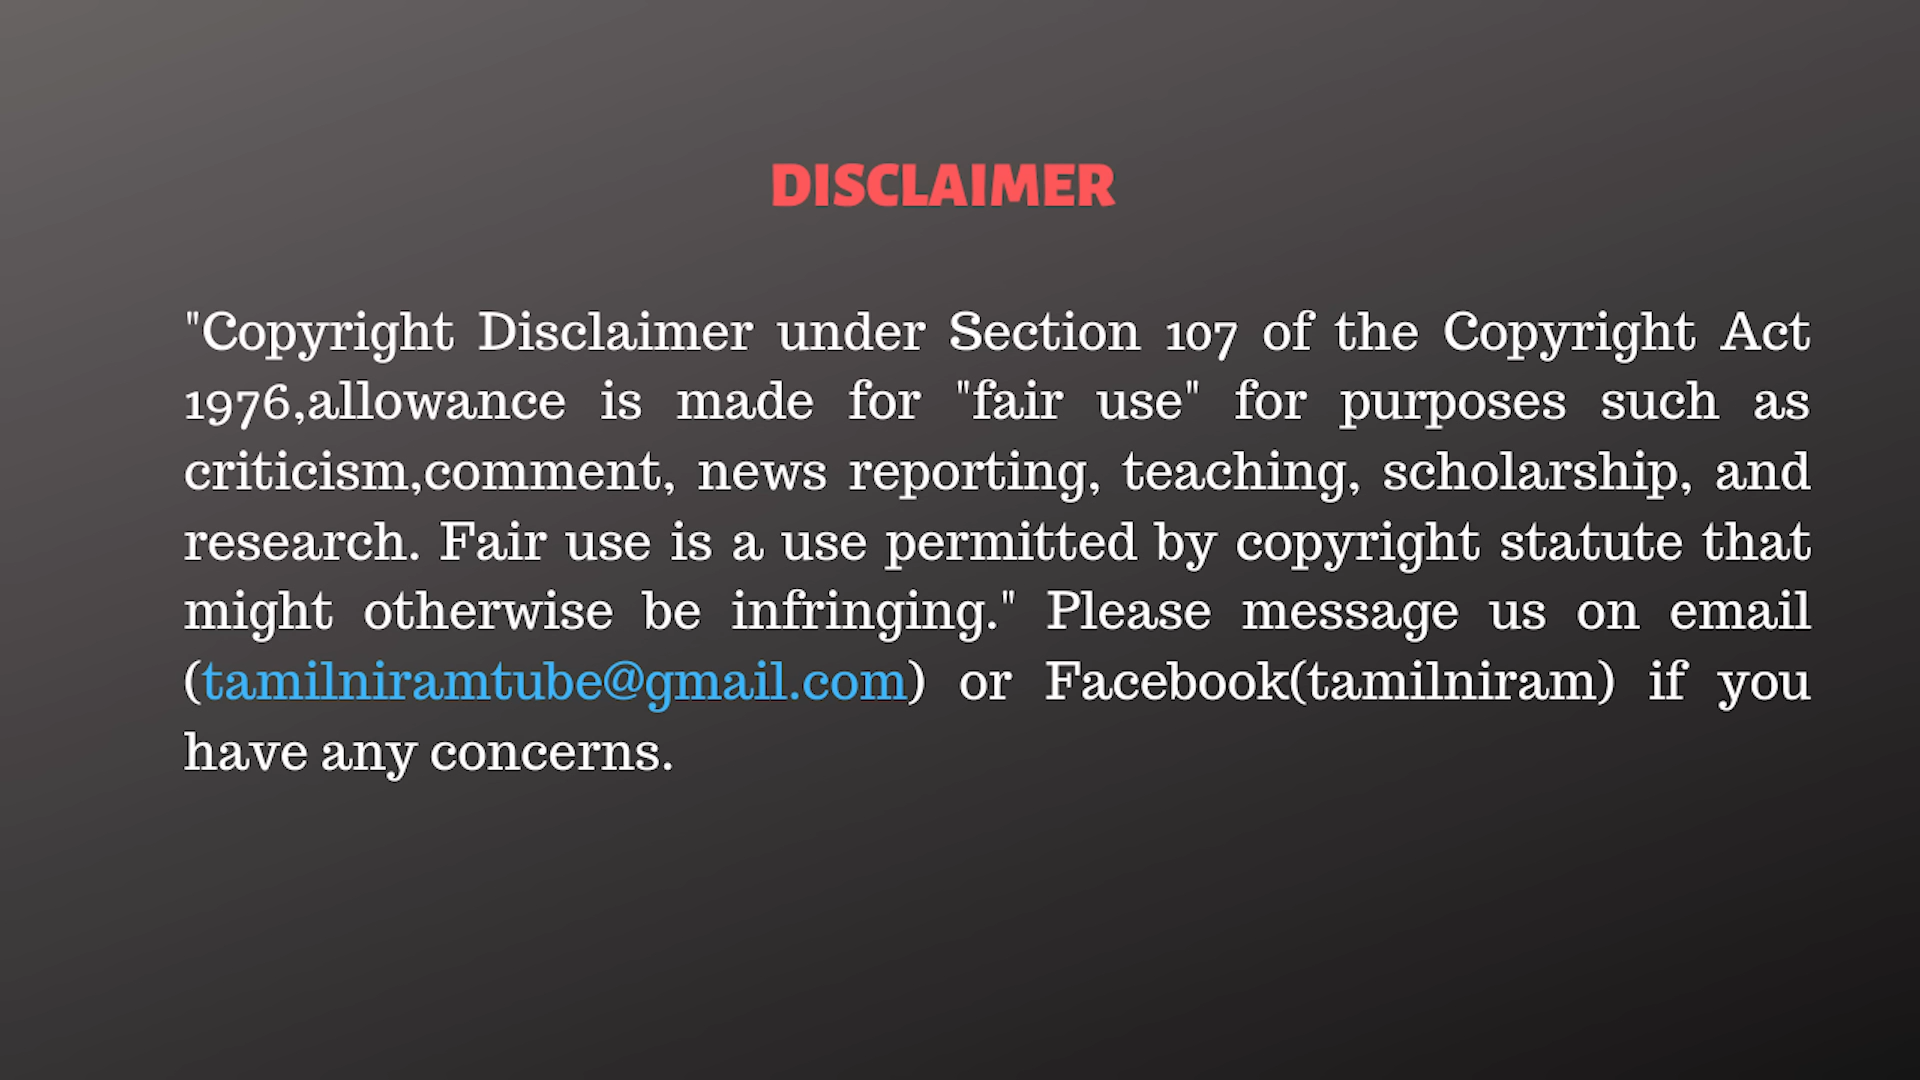 DISCLAIMER
"Copyright Disclaimer under Section 107 of the Copyright Act
1976,allowance is made for "fair use" for purposes such as
criticism,comment, news reporting, teaching, scholarship, and
research. Fair use is a use permitted by copyright statute that
might otherwise be infringing." Please message us on email
(tamilniramtube@gmail.com) or Facebook(tamilniram) if you
have any concerns.